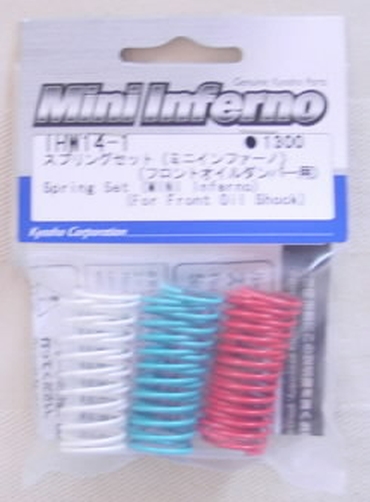 Genuine Kyosho Parts
Mini Inferno
IHW14-1 ●1300
スプリングセット(ミニインファーノ)
(フロントオイルダンパー用)
Spring Set (MINI Inferno)
(For Front Oil Shock)
Kyosho Corporation